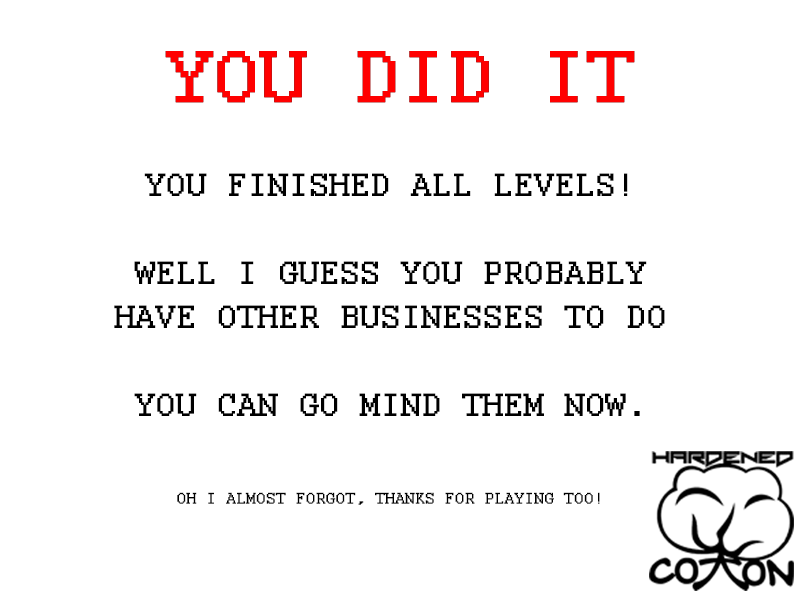 YOU DID IT
YOU FINISHED ALL LEVELS!
WELL I GUESS YOU PROBABLY
HAVE OTHER BUSINESSES TO DO
YOU CAN GO MIND THEM NOW.
OH I ALMOST FORGOT, THANKS FOR PLAYING TOO!
HARDENED
COTTON